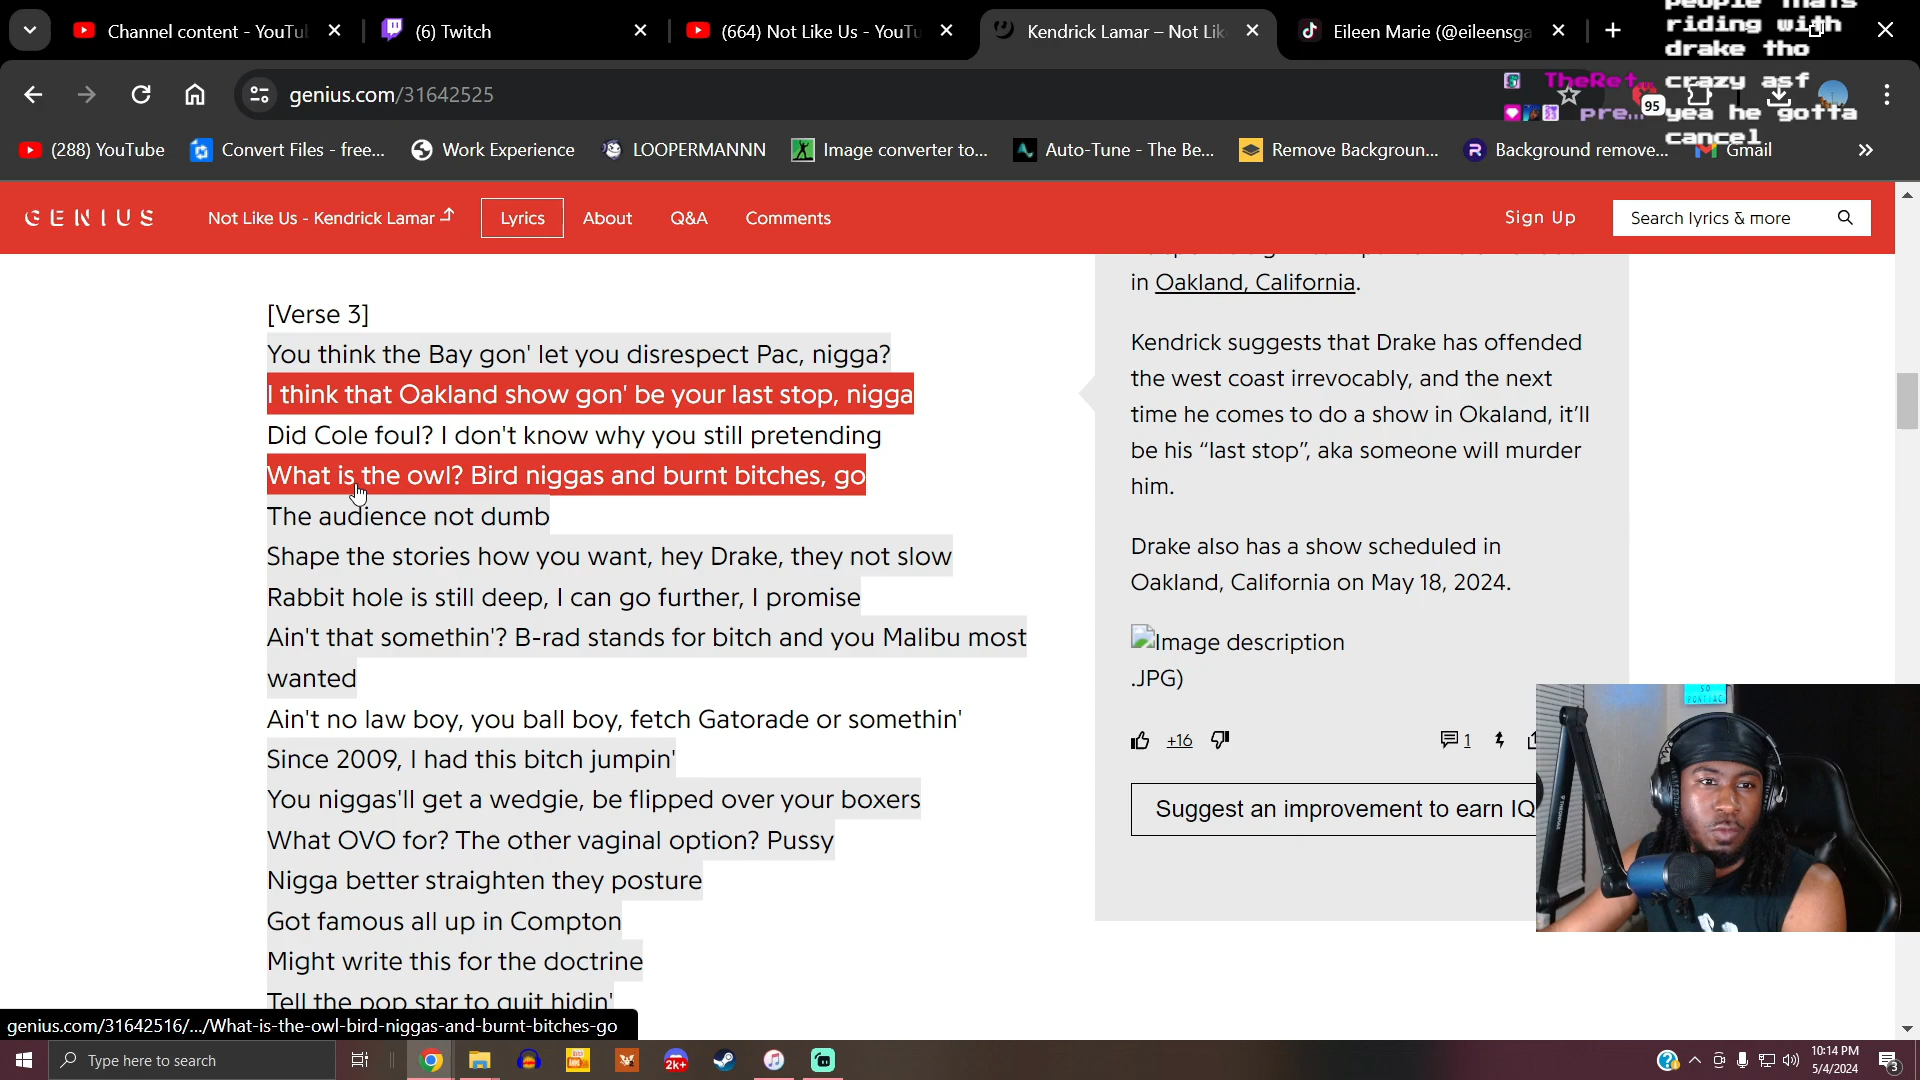 Channel content - YouTu
(6) Twitch
(664) Not Like Us - YouTu
Kendrick Lamar – Not Lik
Eileen Marie (@eileensga
riding with
drake tho
crazy asf
yea he gotta
cancel
TheRet
pre...
genius.com/31642525
95
(288) YouTube
Convert Files - free...
Work Experience
LOOPERMANNN
Image converter to...
Auto-Tune - The Be...
Remove Backgroun...
Background remove...
Gmail
GENIUS
Not Like Us - Kendrick Lamar
Lyrics
About
Q&A
Comments
Sign Up
Search lyrics & more
in Oakland, California.
[Verse 3]
You think the Bay gon' let you disrespect Pac, nigga?
I think that Oakland show gon' be your last stop, nigga
Did Cole foul? I don't know why you still pretending
What is the owl? Bird niggas and burnt bitches, go
The audience not dumb
Shape the stories how you want, hey Drake, they not slow
Rabbit hole is still deep, I can go further, I promise
Ain't that somethin'? B-rad stands for bitch and you Malibu most
wanted
Ain't no law boy, you ball boy, fetch Gatorade or somethin'
Since 2009, I had this bitch jumpin'
You niggas'll get a wedgie, be flipped over your boxers
What OVO for? The other vaginal option? Pussy
Nigga better straighten they posture
Got famous all up in Compton
Might write this for the doctrine
Tell the pop star to quit hidin'
Kendrick suggests that Drake has offended
the west coast irrevocably, and the next
time he comes to do a show in Okaland, it'll
be his “last stop”, aka someone will murder
him.
Drake also has a show scheduled in
Oakland, California on May 18, 2024.
Image description
.JPG)
+16
1
Suggest an improvement to earn IQ
SO
PONTIAC
genius.com/31642516/.../What-is-the-owl-bird-niggas-and-burnt-bitches-go
Type here to search
2k+
10:14 PM
5/4/2024
3